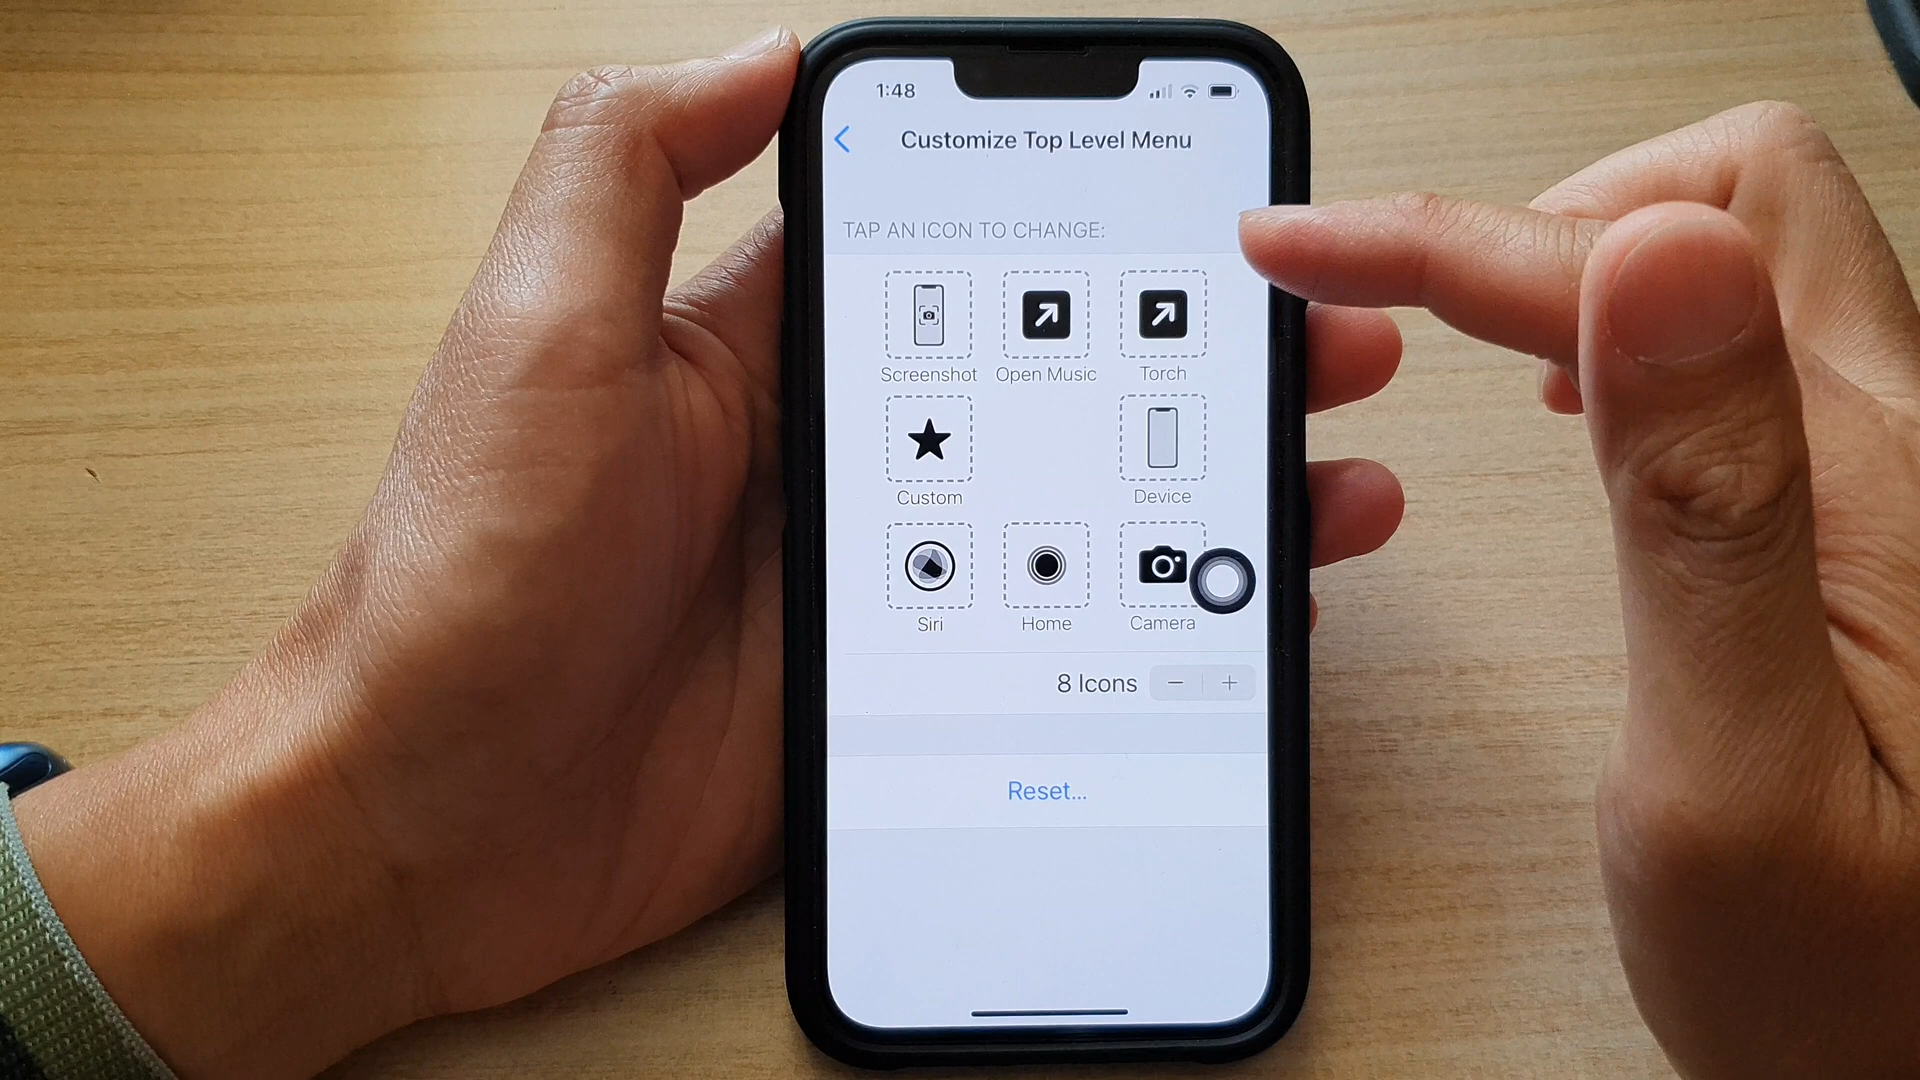 1:48
Customize Top Level Menu
TAP AN ICON TO CHANGE:
Screenshot Open Music Torch
Custom Device
Siri Home Camera
8 Icons − +
Reset...